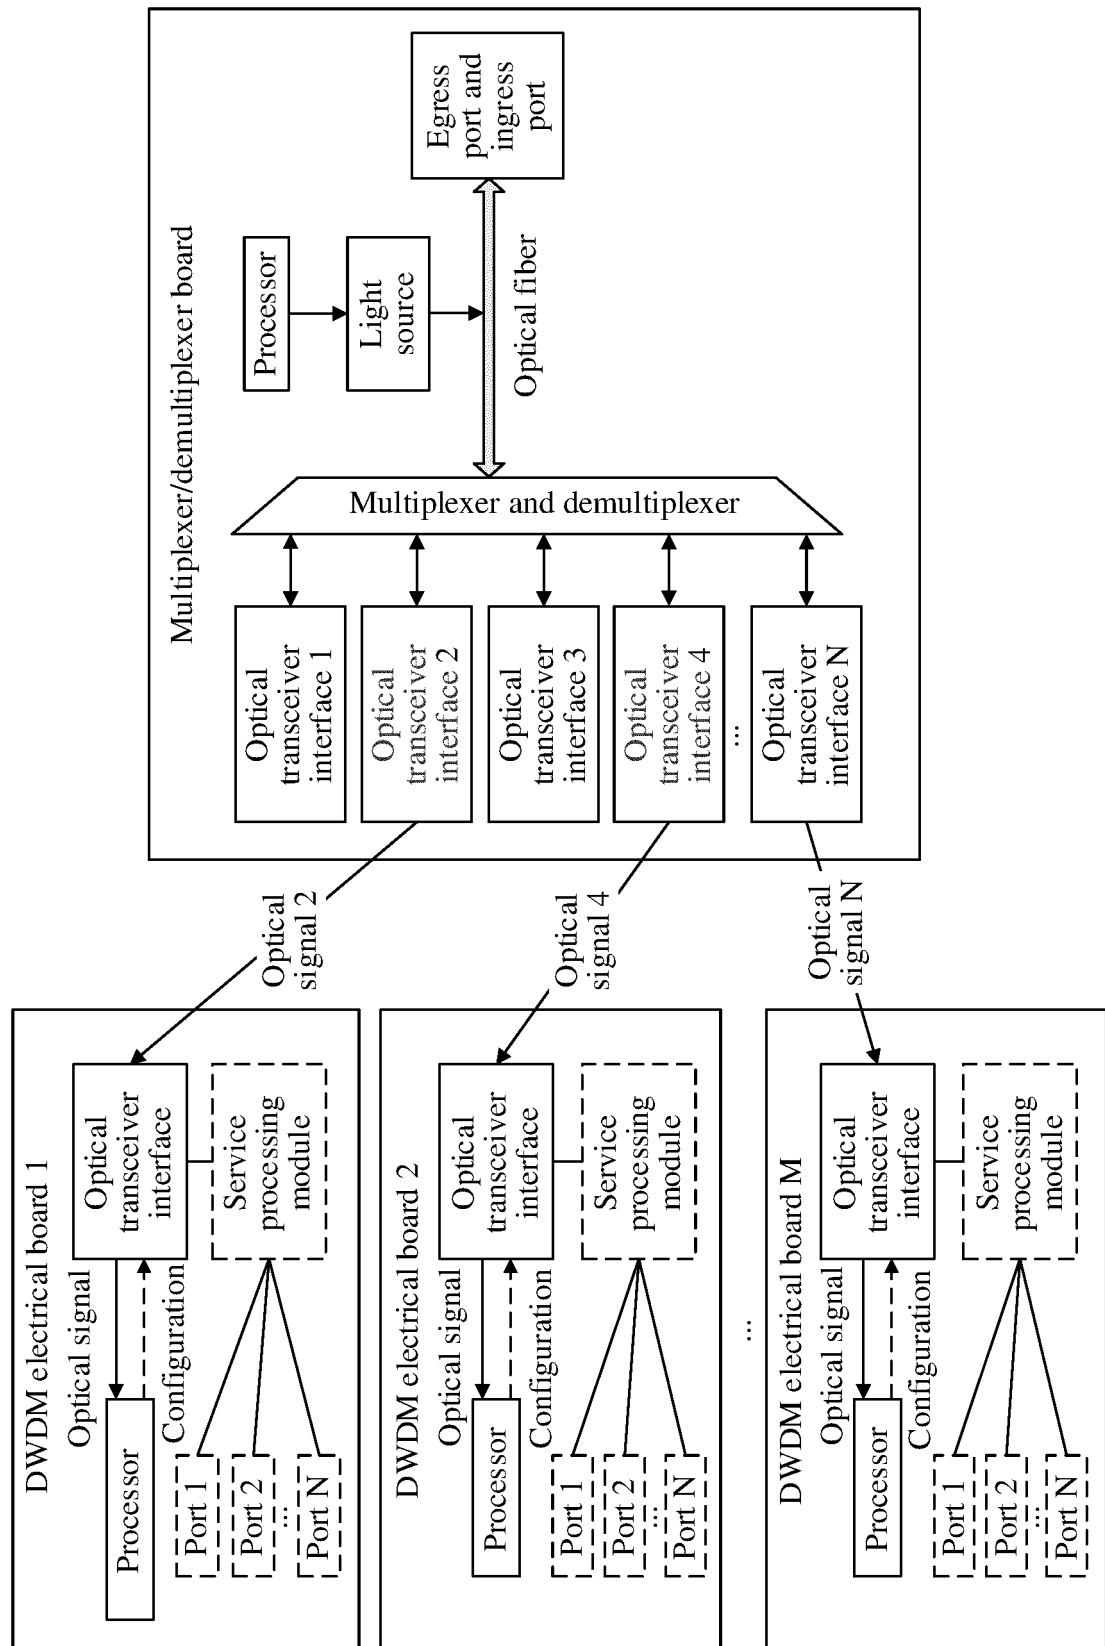 DWDM electrical board 1
Processor
Optical signal
Configuration
Optical
transceiver
interface
Service
processing
module
Port 1
Port 2
...
Port N
DWDM electrical board 2
Processor
Optical signal
Configuration
Optical
transceiver
interface
Service
processing
module
Port 1
Port 2
...
Port N
...
DWDM electrical board M
Processor
Optical signal
Configuration
Optical
transceiver
interface
Service
processing
module
Port 1
Port 2
...
Port N
Optical
signal 2
Optical
signal 4
Optical
signal N
Multiplexer/demultiplexer board
Optical
transceiver
interface 1
Optical
transceiver
interface 2
Optical
transceiver
interface 3
Optical
transceiver
interface 4
...
Optical
transceiver
interface N
Multiplexer and demultiplexer
Processor
Light
source
Optical fiber
Egress
port and
ingress
port